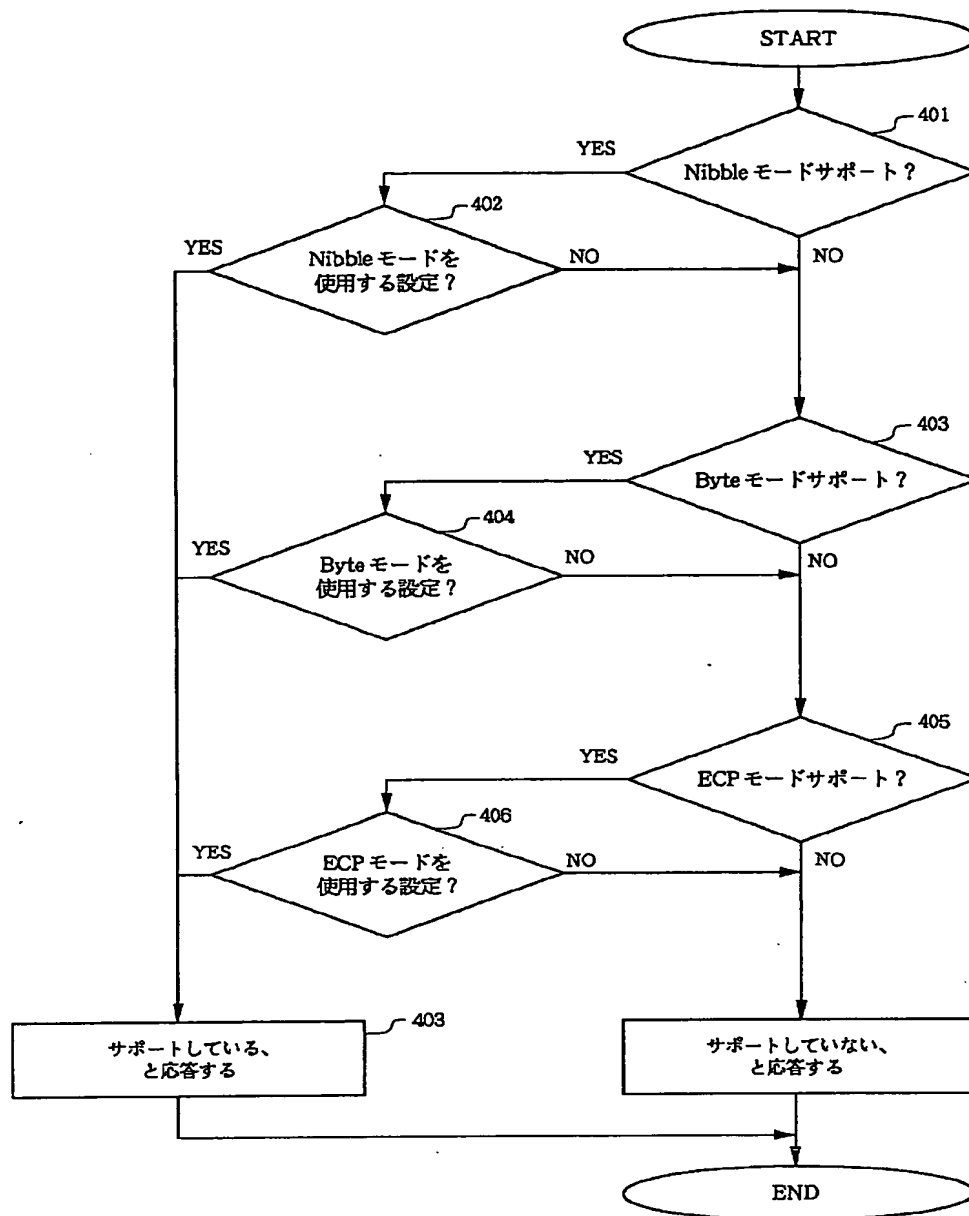 START
401
YES
Nibble モードサポート?
402
YES
Nibble モードを
使用する設定?
NO
NO
403
YES
Byte モードサポート?
404
YES
Byte モードを
使用する設定?
NO
NO
405
YES
ECP モードサポート?
406
YES
ECP モードを
使用する設定?
NO
NO
403
サポートしている、
と応答する
サポートしていない、
と応答する
END